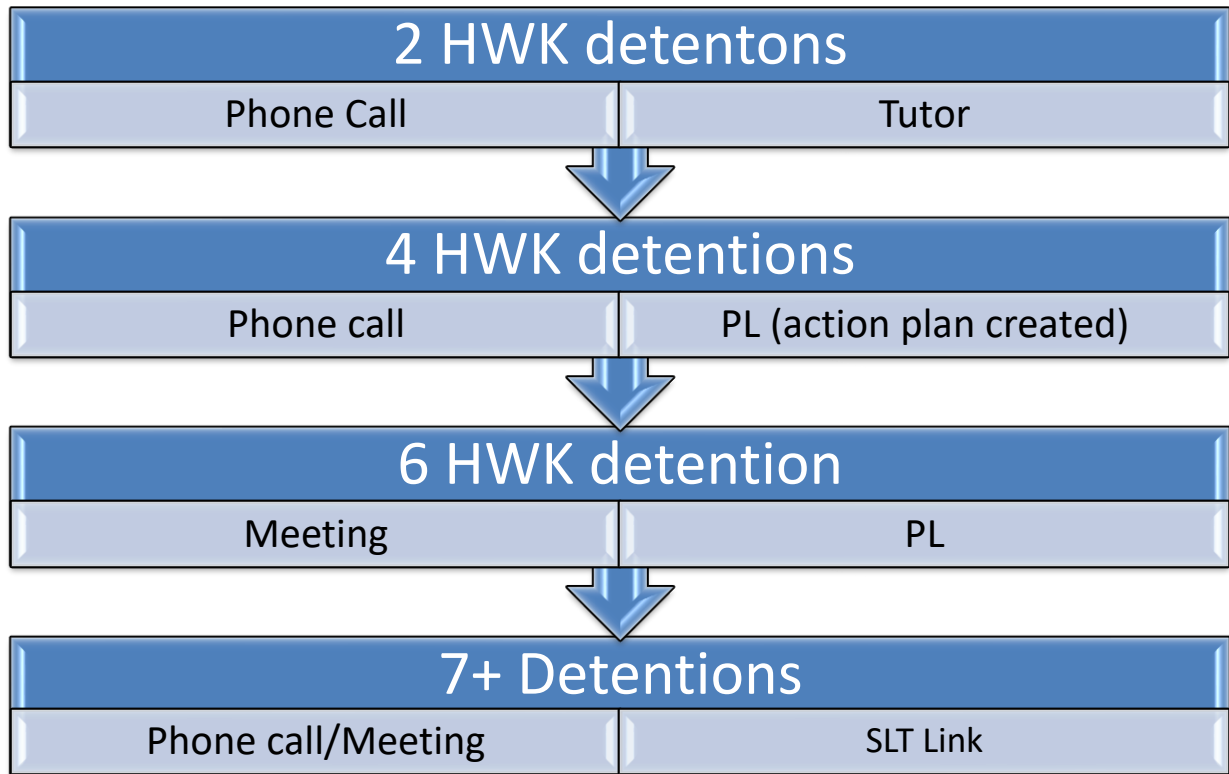 2 HWK detentons
Phone Call
Tutor
4 HWK detentions
Phone call
PL (action plan created)
6 HWK detention
Meeting
PL
7+ Detentions
Phone call/Meeting
SLT Link